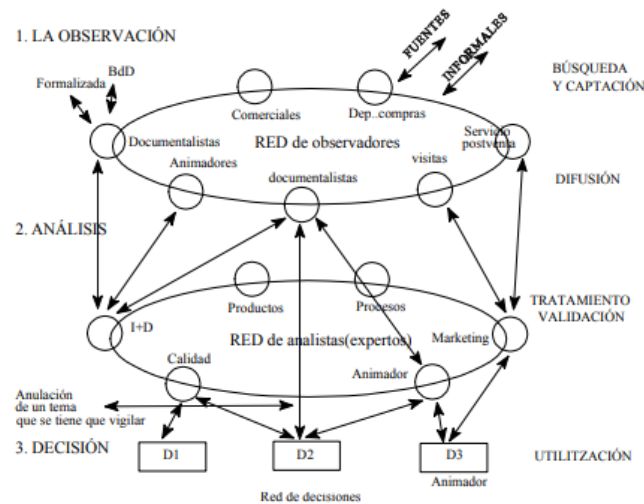 1. LA OBSERVACIÓN
FUENTES
INFORMALES
BdD
Formalizada
BÚSQUEDA
Y CAPTACIÓN
Comerciales
Dep..compras
Documentalistas
RED de observadores
Servicio
postventa
Animadores
documentalistas
visitas
DIFUSIÓN
2. ANÁLISIS
Productos
Procesos
TRATAMIENTO
VALIDACIÓN
I+D
RED de analistas(expertos)
Marketing
Calidad
Animador
Anulación
de un tema
que se tiene que vigilar
3. DECISIÓN
D1
D2
D3
UTILITZACIÓN
Animador
Red de decisiones